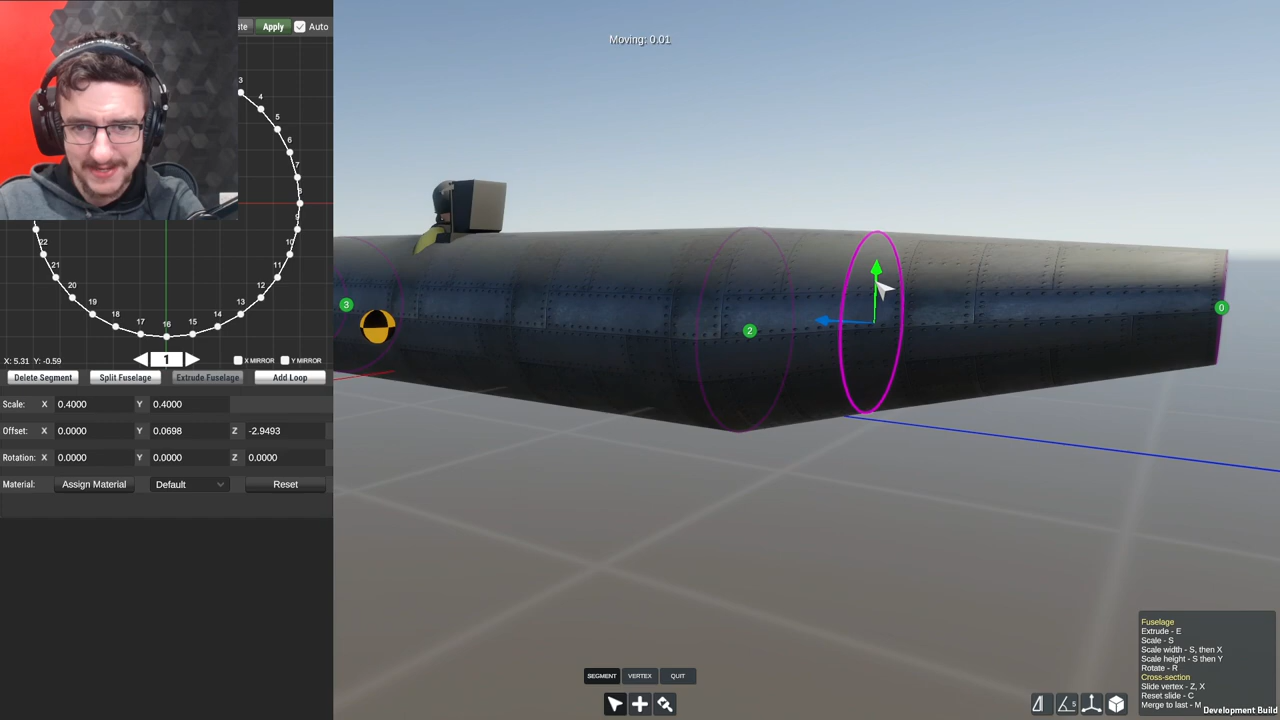 Apply Auto
Moving: 0.01
3
4
5
6
7
8
9
10
11
12
13
14
15
16
17
18
19
20
21
22
X: 5.31 Y: -0.59
1
X MIRROR Y MIRROR
Delete Segment Split Fuselage Extrude Fuselage Add Loop
Scale: X 0.4000 Y 0.4000
Offset: X 0.0000 Y 0.0698 Z -2.9493
Rotation: X 0.0000 Y 0.0000 Z 0.0000
Material: Assign Material Default Reset
3
2
0
SEGMENT VERTEX QUIT
5
Fuselage
Extrude - E
Scale - S
Scale width - S, then X
Scale height - S then Y
Rotate - R
Cross-section
Slide vertex - Z, X
Reset slide - C
Merge to last - M
Development Build